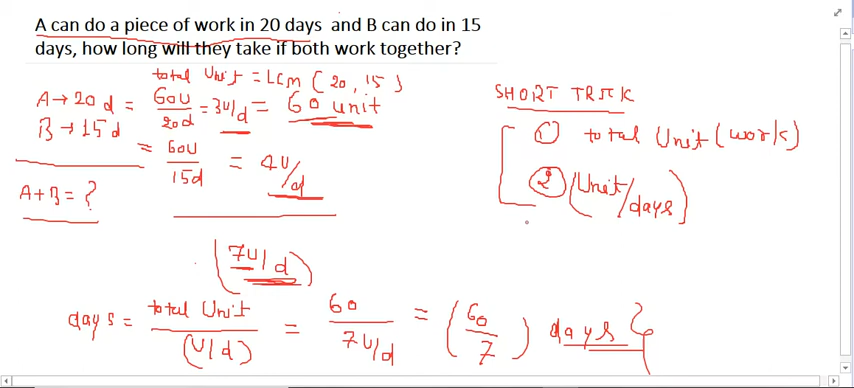 A can do a piece of work in 20 days and B can do in 15
days, how long will they take if both work together?
total Unit = LCM (20, 15)
A → 20d = 60U/20d = 3U/d = 60 unit
B → 15d
= 60U/15d = 4U/d
A+B = ?
(7U/d)
days = total Unit/(U/d) = 60/7U/d = (60/7) days
SHORT TRICK
① total Unit (work)
② (Unit/days)